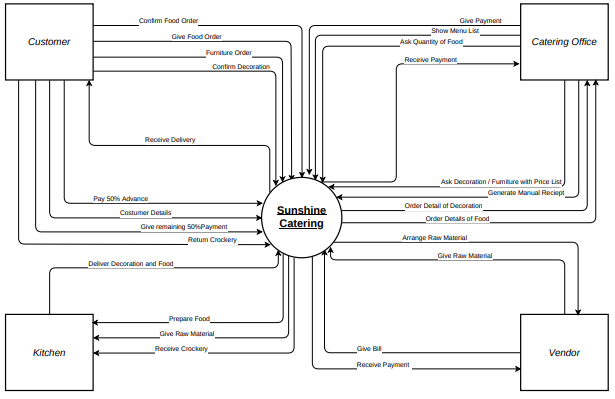 Customer
Confirm Food Order
Give Food Order
Furniture Order
Confirm Decoration
Receive Delivery
Pay 50% Advance
Costumer Details
Give remaining 50%Payment
Return Crockery
Give Payment
Show Menu List
Ask Quantity of Food
Receive Payment
Catering Office
Ask Decoration / Furniture with Price List
Generate Manual Reciept
Order Detail of Decoration
Order Details of Food
Sunshine
Catering
Arrange Raw Material
Give Raw Material
Deliver Decoration and Food
Kitchen
Prepare Food
Give Raw Material
Receive Crockery
Give Bill
Receive Payment
Vendor